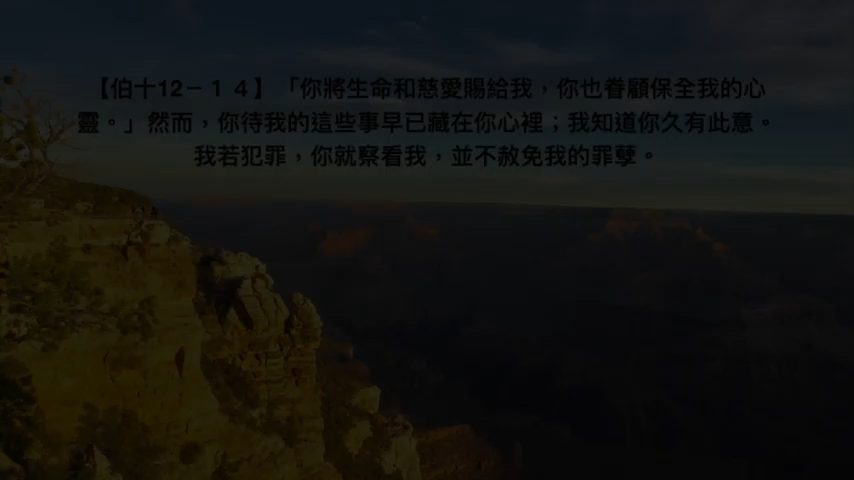 【伯十12－１４】「你將生命和慈愛賜給我，你也眷顧保全我的心
靈。」然而，你待我的這些事早已藏在你心裡；我知道你久有此意。
我若犯罪，你就察看我，並不赦免我的罪孽。